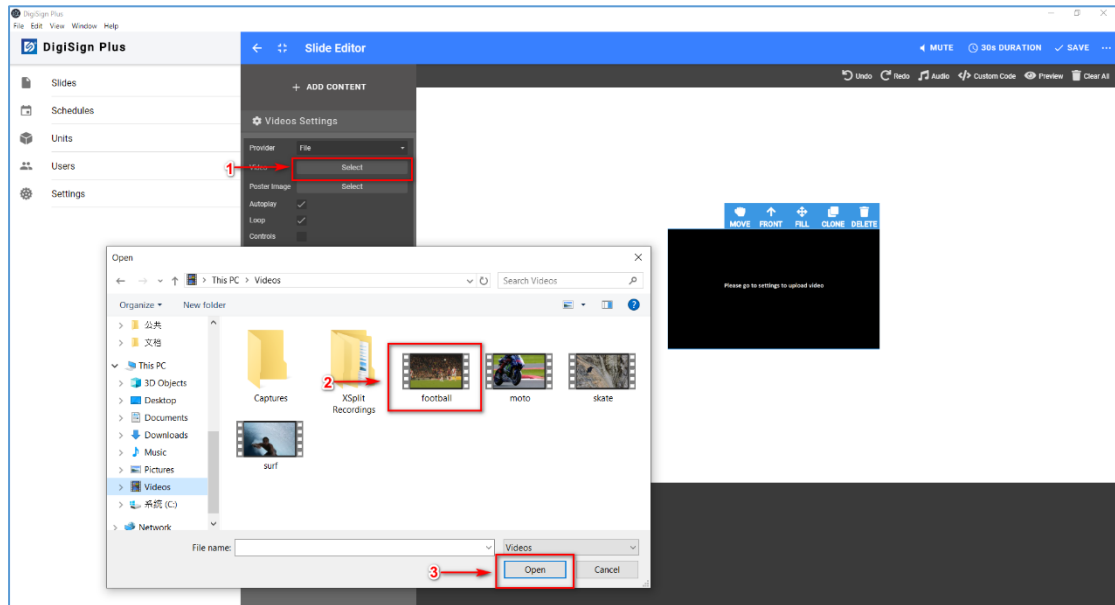 DigiSign Plus
File Edit View Window Help
DigiSign Plus
Slide Editor
MUTE
30s DURATION
SAVE
Slides
Schedules
Units
Users
Settings
+ ADD CONTENT
Undo
Redo
Audio
Custom Code
Preview
Clear All
Videos Settings
Provider
File
1
Video
Select
Poster Image
Select
Autoplay
Loop
Controls
MOVE
FRONT
FILL
CLONE
DELETE
Please go to settings to upload video
Open
This PC > Videos
Search Videos
Organize
New folder
公共
文档
This PC
3D Objects
Desktop
Documents
Downloads
Music
Pictures
Videos
系统 (C:)
Network
2
Captures
XSplit
Recordings
football
moto
skate
surf
File name:
Videos
3
Open
Cancel